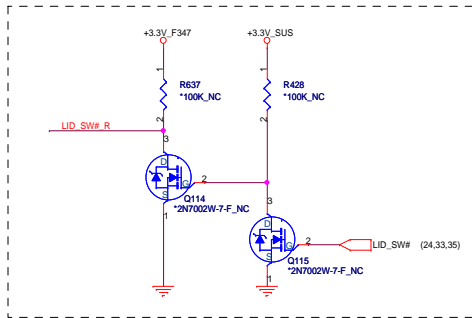 +3.3V_F347 +3.3V_SUS
1 1
R637 R428
*100K_NC *100K_NC
2 2
LID_SW#_R
3
D
2
G
S
Q114 3
*2N7002W-7-F_NC
1
D
2 LID_SW# (24,33,35)
G
S
Q115
1 *2N7002W-7-F_NC